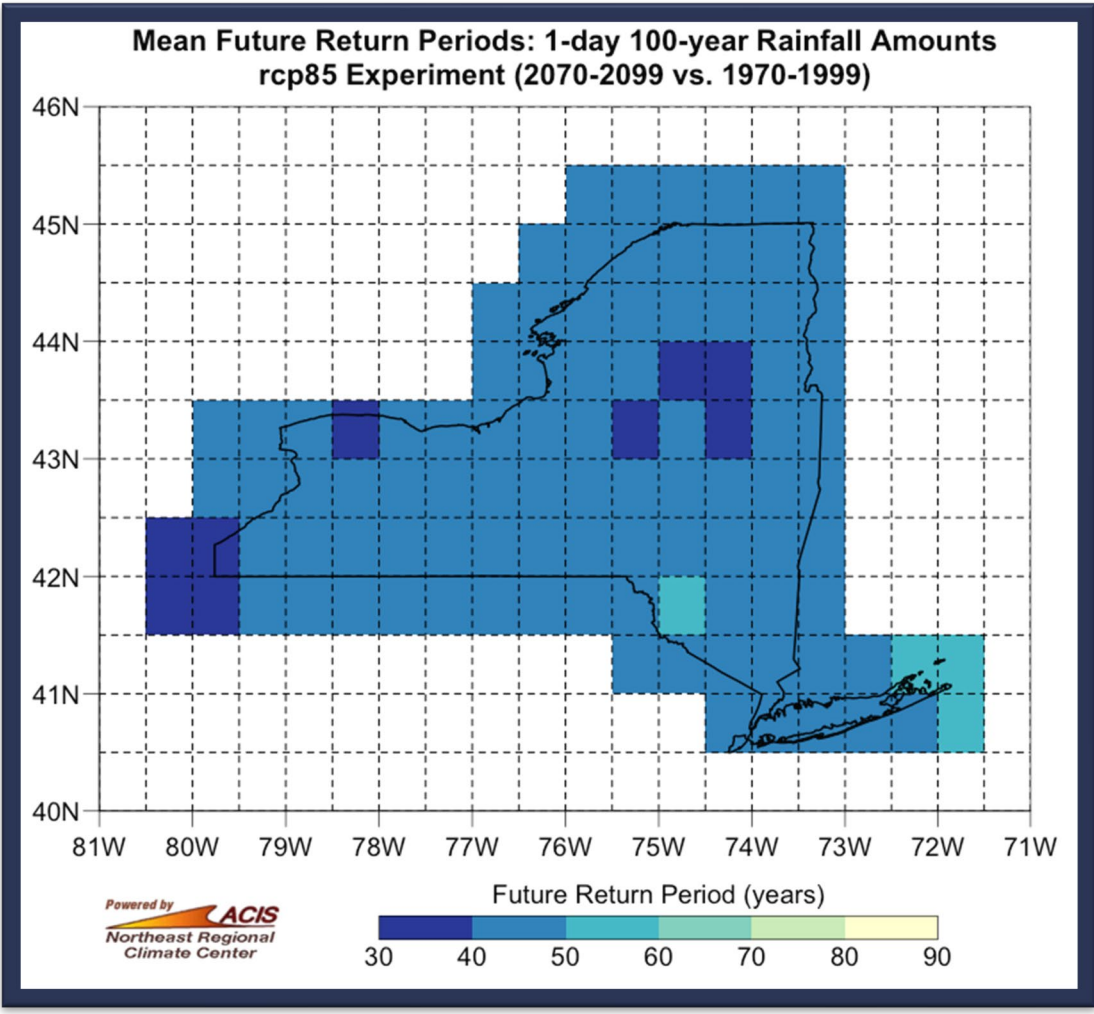 Mean Future Return Periods: 1-day 100-year Rainfall Amounts
rcp85 Experiment (2070-2099 vs. 1970-1999)
46N
45N
44N
43N
42N
41N
40N
81W 80W 79W 78W 77W 76W 75W 74W 73W 72W 71W
Powered by
ACIS
Northeast Regional
Climate Center
Future Return Period (years)
30 40 50 60 70 80 90